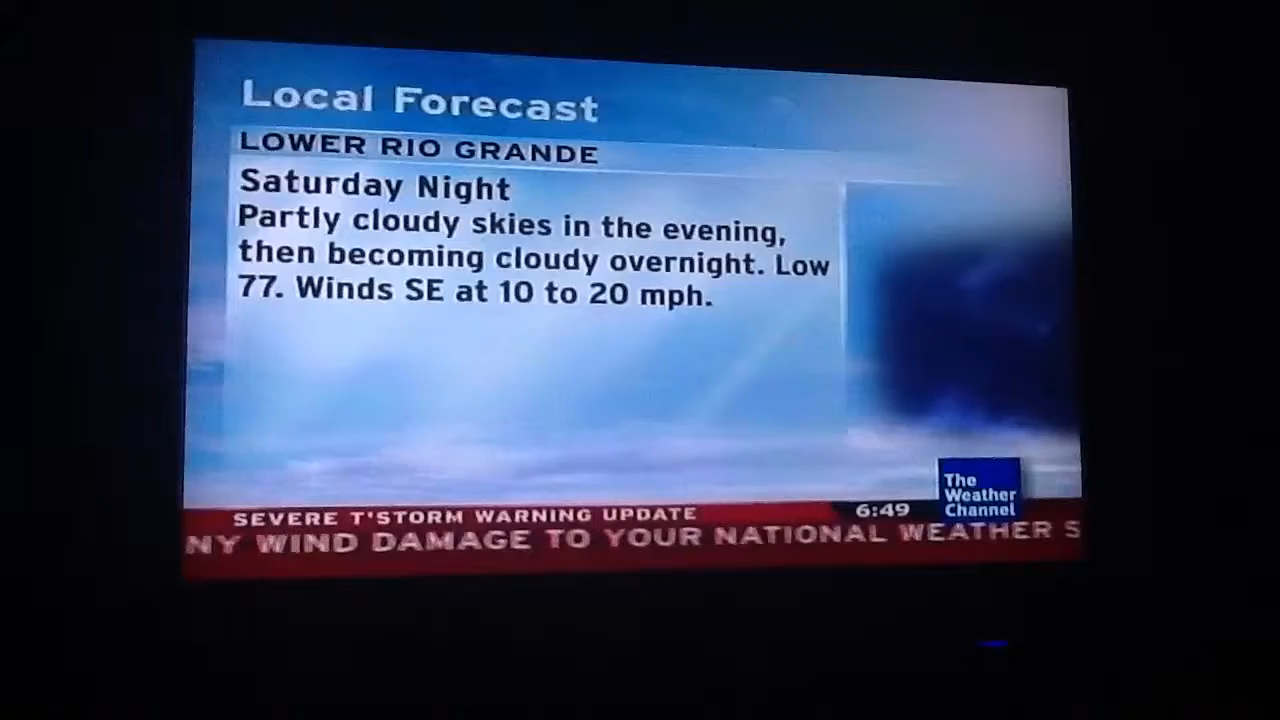 Local Forecast
LOWER RIO GRANDE
Saturday Night
Partly cloudy skies in the evening,
then becoming cloudy overnight. Low
77. Winds SE at 10 to 20 mph.
The
Weather
Channel
SEVERE T'STORM WARNING UPDATE
6:49
NY WIND DAMAGE TO YOUR NATIONAL WEATHER S